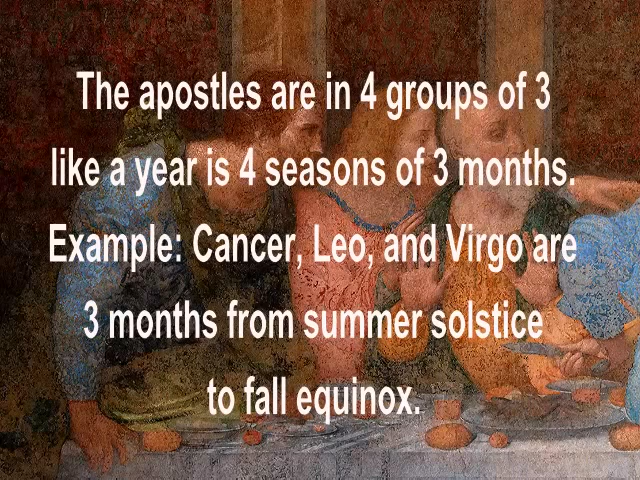 The apostles are in 4 groups of 3
like a year is 4 seasons of 3 months.
Example: Cancer, Leo, and Virgo are
3 months from summer solstice
to fall equinox.